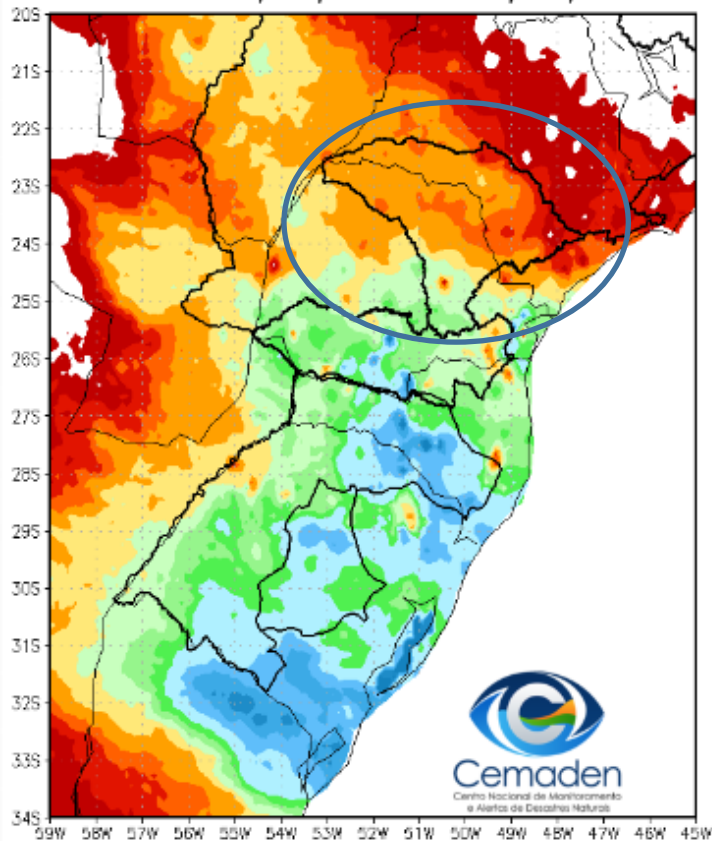 20S
21S
22S
23S
24S
25S
26S
27S
28S
29S
30S
31S
32S
33S
34S
59W 58W 57W 56W 55W 54W 53W 52W 51W 50W 49W 48W 47W 46W 45W
Cemaden
Centro Nacional de Monitoramento
e Alertas de Desastres Naturais